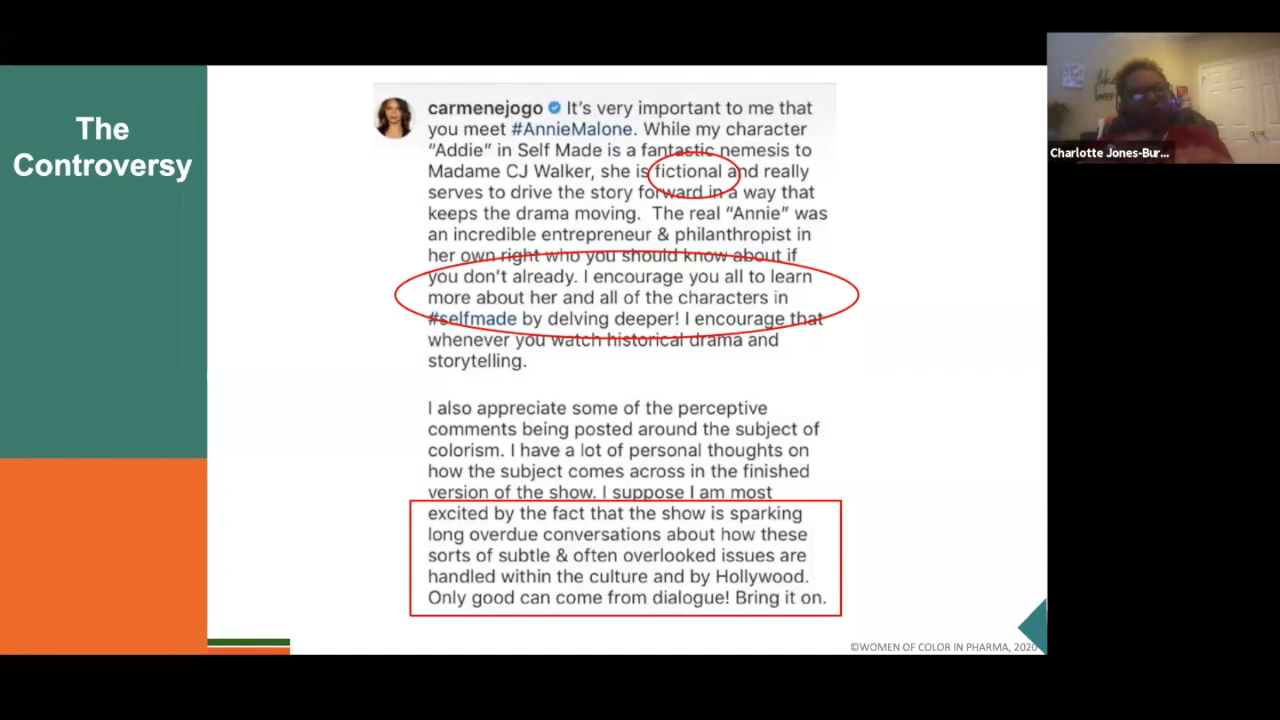 The
Controversy
carmenejogo It's very important to me that
you meet #AnnieMalone. While my character
“Addie” in Self Made is a fantastic nemesis to
Madame CJ Walker, she is fictional and really
serves to drive the story forward in a way that
keeps the drama moving. The real “Annie” was
an incredible entrepreneur & philanthropist in
her own right who you should know about if
you don't already. I encourage you all to learn
more about her and all of the characters in
#selfmade by delving deeper! I encourage that
whenever you watch historical drama and
storytelling.
I also appreciate some of the perceptive
comments being posted around the subject of
colorism. I have a lot of personal thoughts on
how the subject comes across in the finished
version of the show. I suppose I am most
excited by the fact that the show is sparking
long overdue conversations about how these
sorts of subtle & often overlooked issues are
handled within the culture and by Hollywood.
Only good can come from dialogue! Bring it on.
©WOMEN OF COLOR IN PHARMA, 2020
Charlotte Jones-Bur...